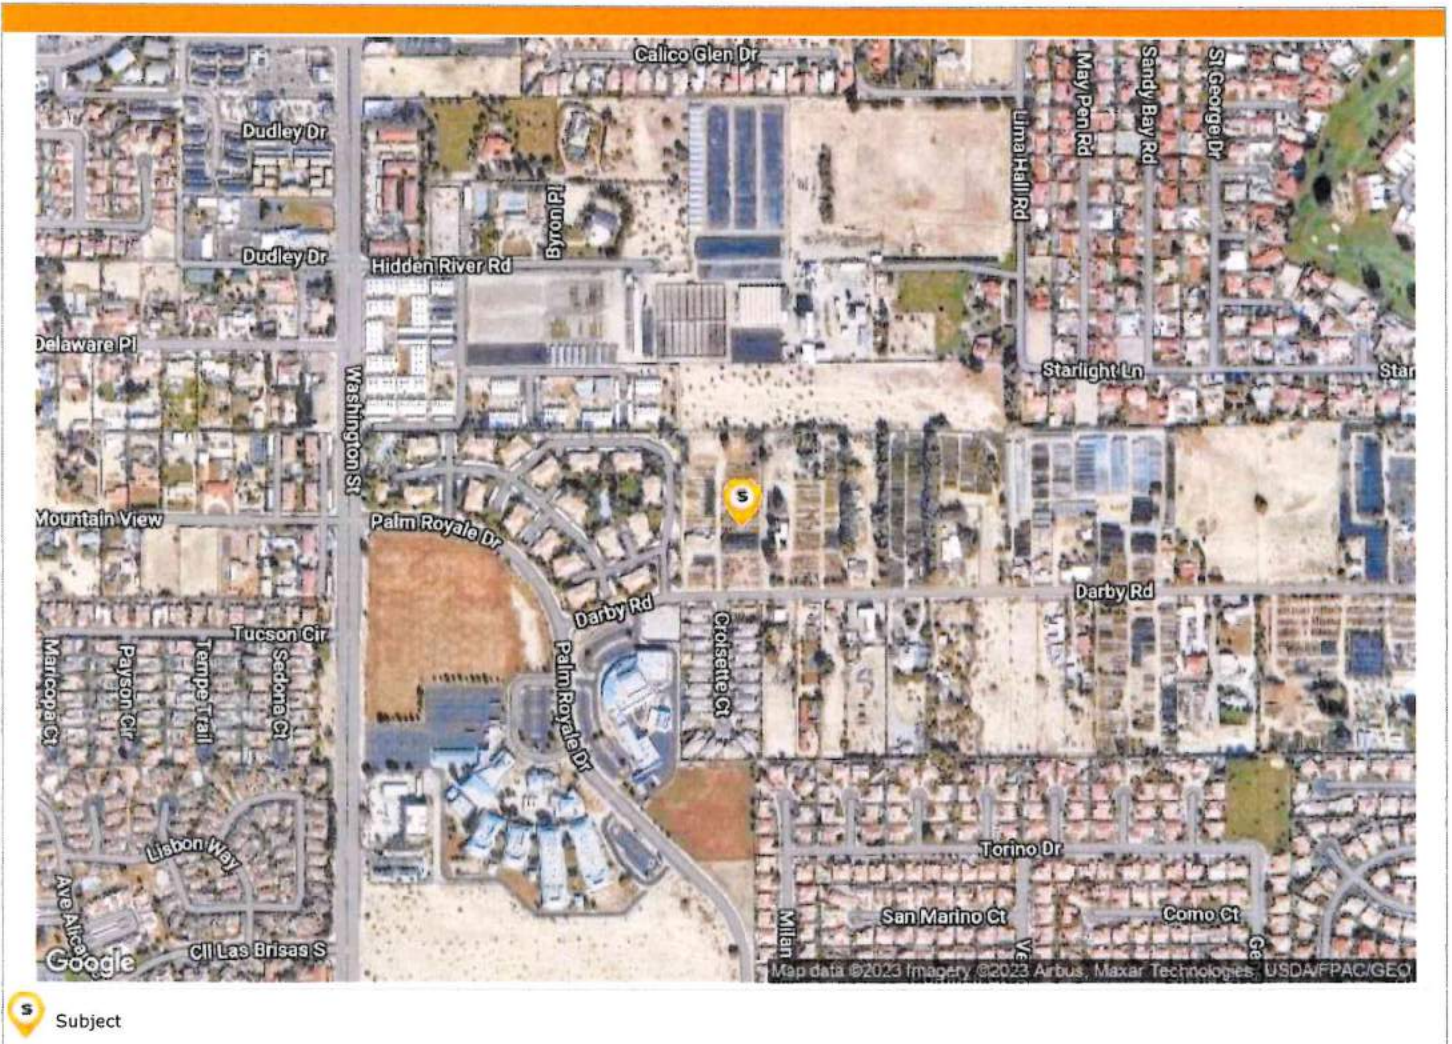 Calico Glen Dr
May Pen Rd
Sandy Bay Rd
St George Dr
Lima Hall Rd
Dudley Dr
Byron Pl
Dudley Dr
Hidden River Rd
Delaware Pl
Starlight Ln
Star
Washington St
S
Mountain View
Palm Royale Dr
Darby Rd
Darby Rd
Tucson Cir
Maricopa Ct
Payson Cir
Tempe Trail
Sedona Ct
Croisette Ct
Palm Royale Dr
Lisbon Way
Torino Dr
Ave Alicante
San Marino Ct
Como Ct
Milan
Ve
Ge
Cll Las Brisas S
Google
Map data ©2023 Imagery ©2023 Airbus, Maxar Technologies, USDA/FPAC/GEO
S
Subject